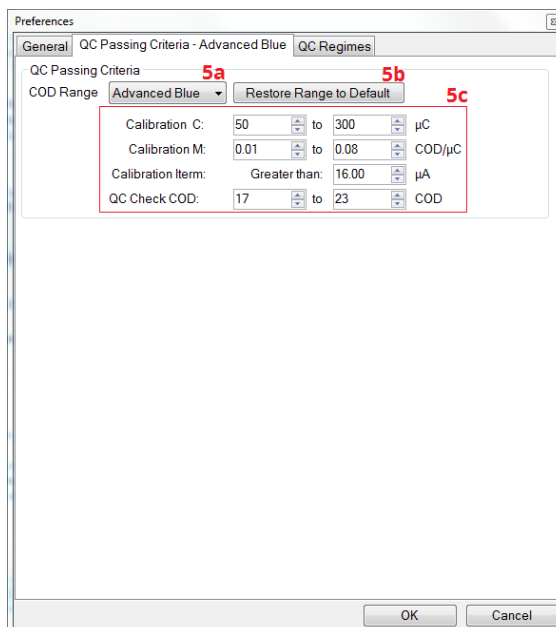 Preferences
General QC Passing Criteria - Advanced Blue QC Regimes
QC Passing Criteria 5a 5b
COD Range Advanced Blue Restore Range to Default 5c
Calibration C: 50 to 300 µC
Calibration M: 0.01 to 0.08 COD/µC
Calibration Iterm: Greater than: 16.00 µA
QC Check COD: 17 to 23 COD
OK Cancel